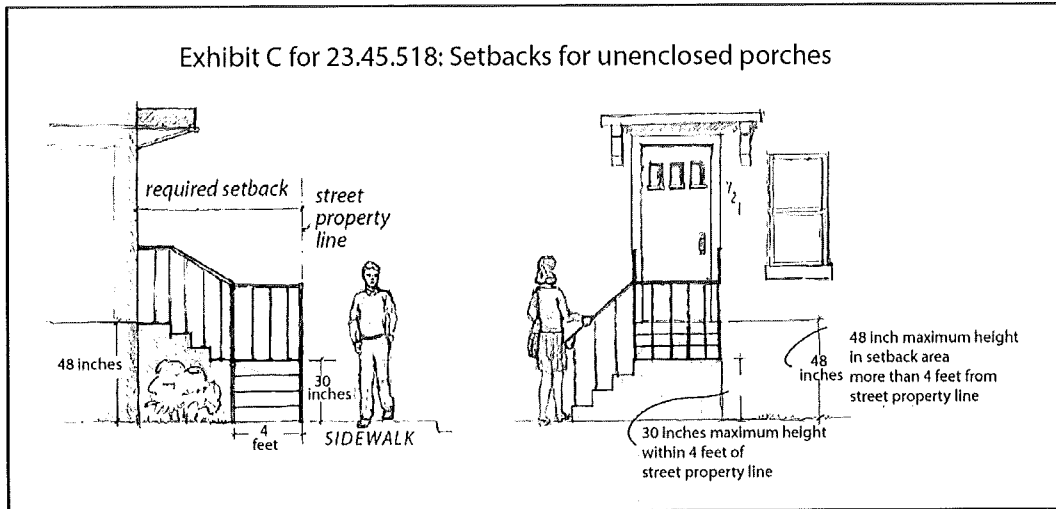 Exhibit C for 23.45.518: Setbacks for unenclosed porches
required setback
street
property
line
48 inches
30
inches
4
feet
SIDEWALK
721
48
inches
48 inch maximum height
in setback area
more than 4 feet from
street property line
30 inches maximum height
within 4 feet of
street property line